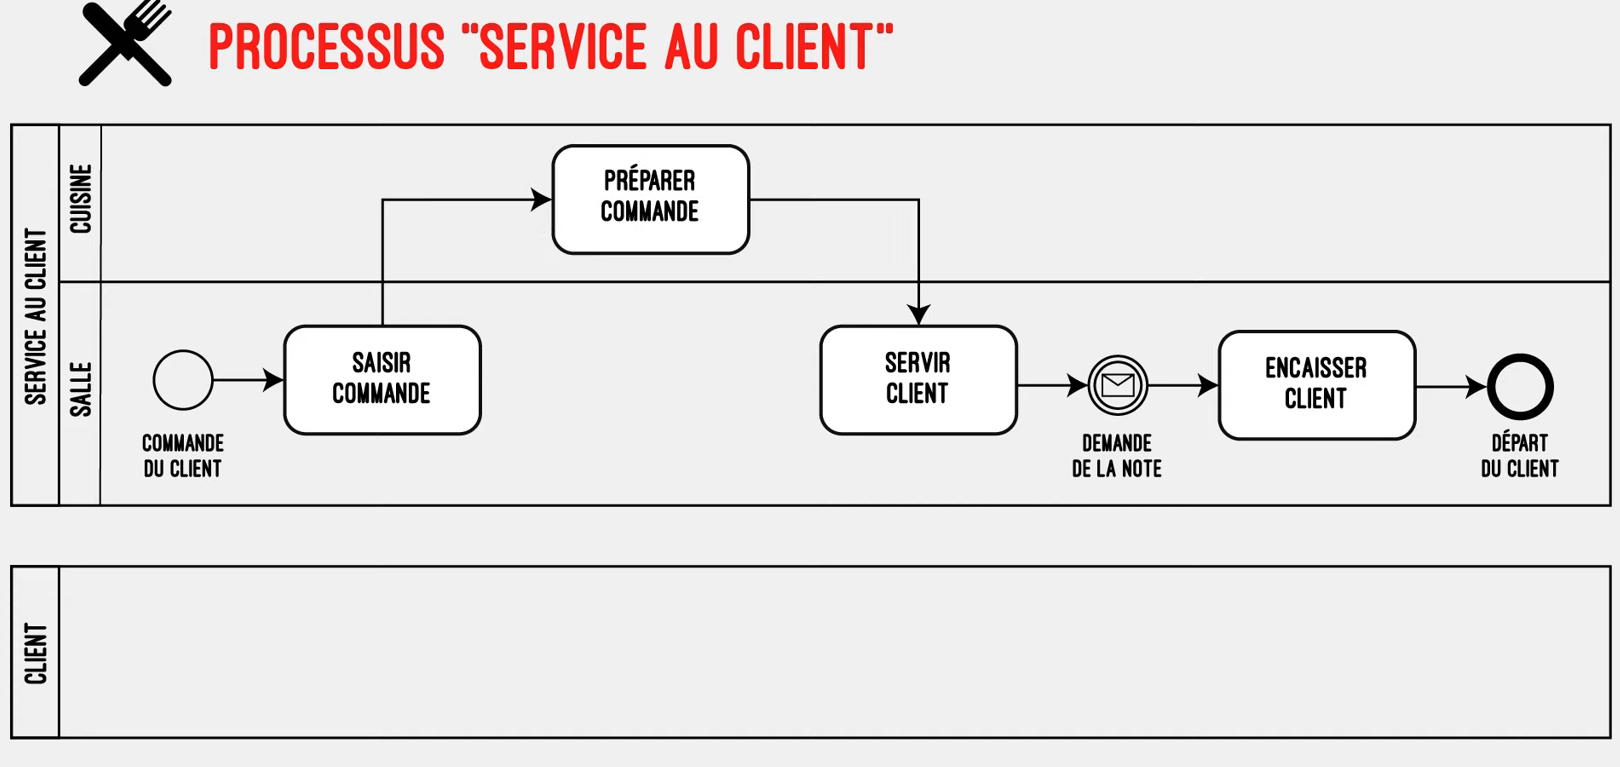 PROCESSUS "SERVICE AU CLIENT"
SERVICE AU CLIENT
CUISINE
PRÉPARER
COMMANDE
SALLE
COMMANDE
DU CLIENT
SAISIR
COMMANDE
SERVIR
CLIENT
DEMANDE
DE LA NOTE
ENCAISSER
CLIENT
DÉPART
DU CLIENT
CLIENT